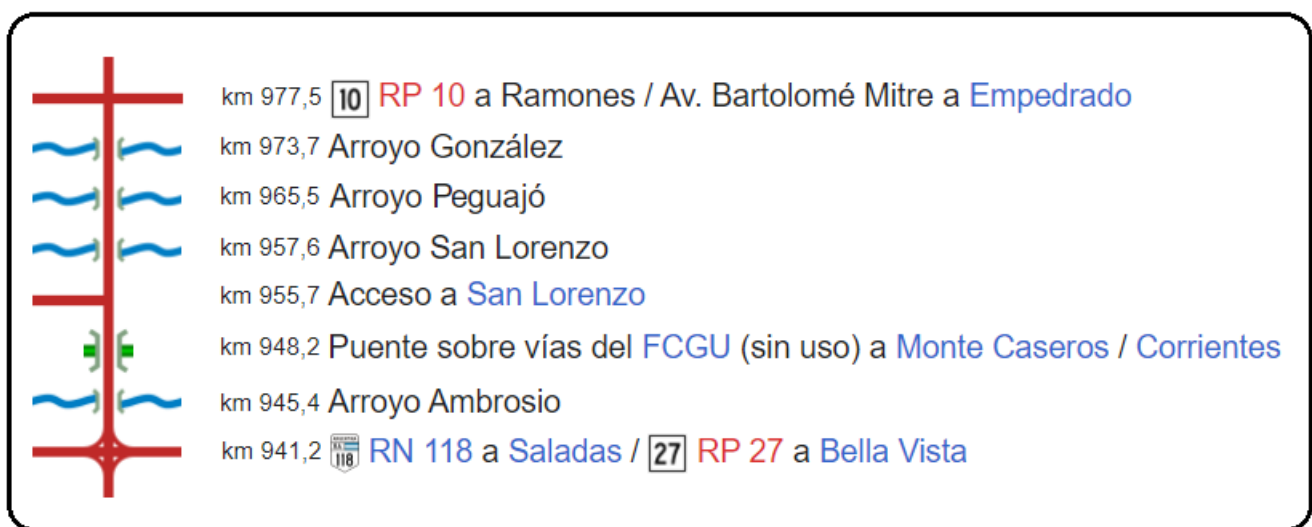 km 977,5 10 RP 10 a Ramones / Av. Bartolomé Mitre a Empedrado
km 973,7 Arroyo González
km 965,5 Arroyo Peguajó
km 957,6 Arroyo San Lorenzo
km 955,7 Acceso a San Lorenzo
km 948,2 Puente sobre vías del FCGU (sin uso) a Monte Caseros / Corrientes
km 945,4 Arroyo Ambrosio
km 941,2 118 RN 118 a Saladas / 27 RP 27 a Bella Vista